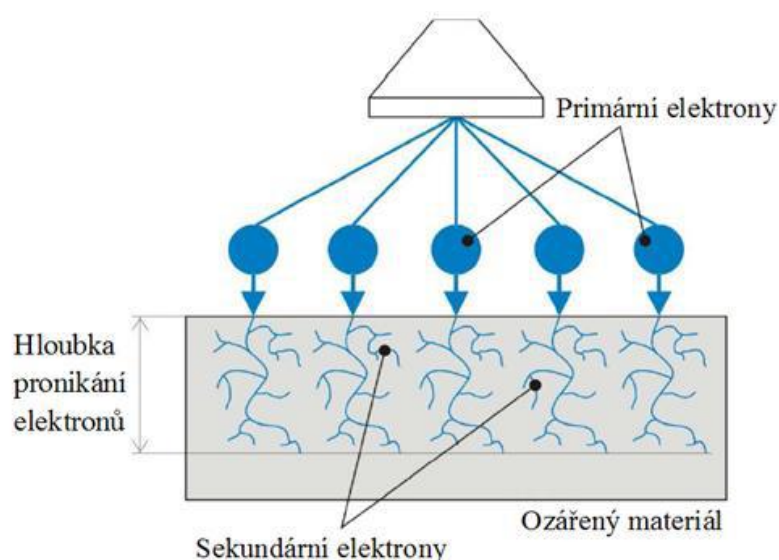 Primární elektrony
Hloubka
pronikání
elektronů
Ozářený materiál
Sekundární elektrony